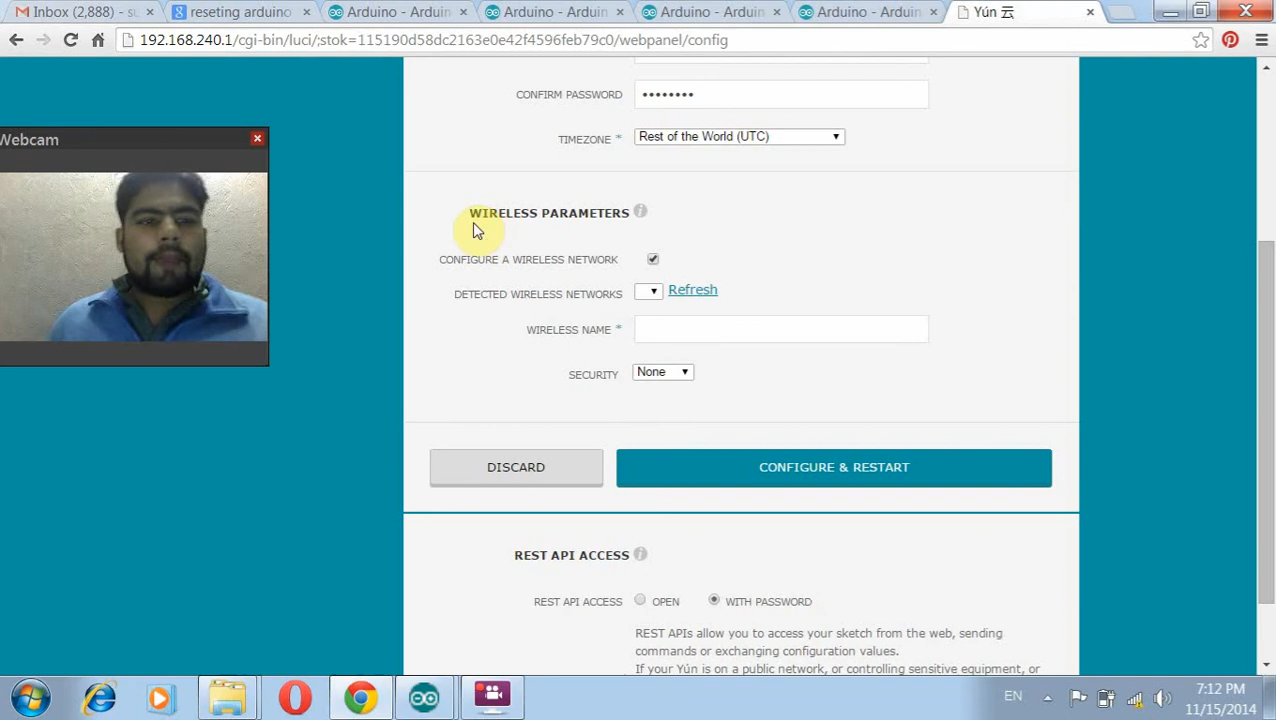 Inbox (2,888) - su
reseting arduino
Arduino - Arduin
Arduino - Arduin
Arduino - Arduin
Arduino - Arduin
Yún 云
192.168.240.1/cgi-bin/luci/;stok=115190d58dc2163e0e42f4596feb79c0/webpanel/config
CONFIRM PASSWORD
••••••••
TIMEZONE *
Rest of the World (UTC)
Webcam
WIRELESS PARAMETERS
CONFIGURE A WIRELESS NETWORK
DETECTED WIRELESS NETWORKS
Refresh
WIRELESS NAME *
SECURITY
None
DISCARD
CONFIGURE & RESTART
REST API ACCESS
REST API ACCESS
OPEN
WITH PASSWORD
REST APIs allow you to access your sketch from the web, sending
commands or exchanging configuration values.
If your Yún is on a public network, or controlling sensitive equipment, or
EN
7:12 PM
11/15/2014